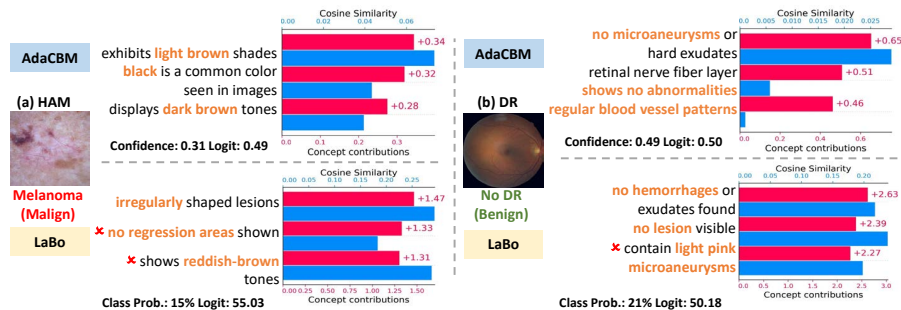 Cosine Similarity
0.0 0.02 0.04 0.06
AdaCBM
exhibits light brown shades
+0.34
black is a common color
seen in images
+0.32
displays dark brown tones
+0.28
0.0 0.1 0.2 0.3
Concept contributions
Confidence: 0.31 Logit: 0.49
(a) HAM
Melanoma
(Malign)
LaBo
Cosine Similarity
0.00 0.05 0.10 0.15 0.20 0.25
irregularly shaped lesions
+1.47
✘ no regression areas shown
+1.33
✘ shows reddish-brown
tones
+1.31
0.00 0.25 0.50 0.75 1.00 1.25 1.50
Concept contributions
Class Prob.: 15% Logit: 55.03
Cosine Similarity
0.0 0.005 0.01 0.015 0.02 0.025
AdaCBM
no microaneurysms or
hard exudates
+0.65
retinal nerve fiber layer
shows no abnormalities
+0.51
regular blood vessel patterns
+0.46
0.0 0.2 0.4 0.6
Concept contributions
Confidence: 0.49 Logit: 0.50
(b) DR
No DR
(Benign)
LaBo
Cosine Similarity
0.00 0.05 0.10 0.15 0.20
no hemorrhages or
exudates found
+2.63
no lesion visible
+2.39
✘ contain light pink
microaneurysms
+2.27
0.0 0.5 1.0 1.5 2.0 2.5 3.0
Concept contributions
Class Prob.: 21% Logit: 50.18